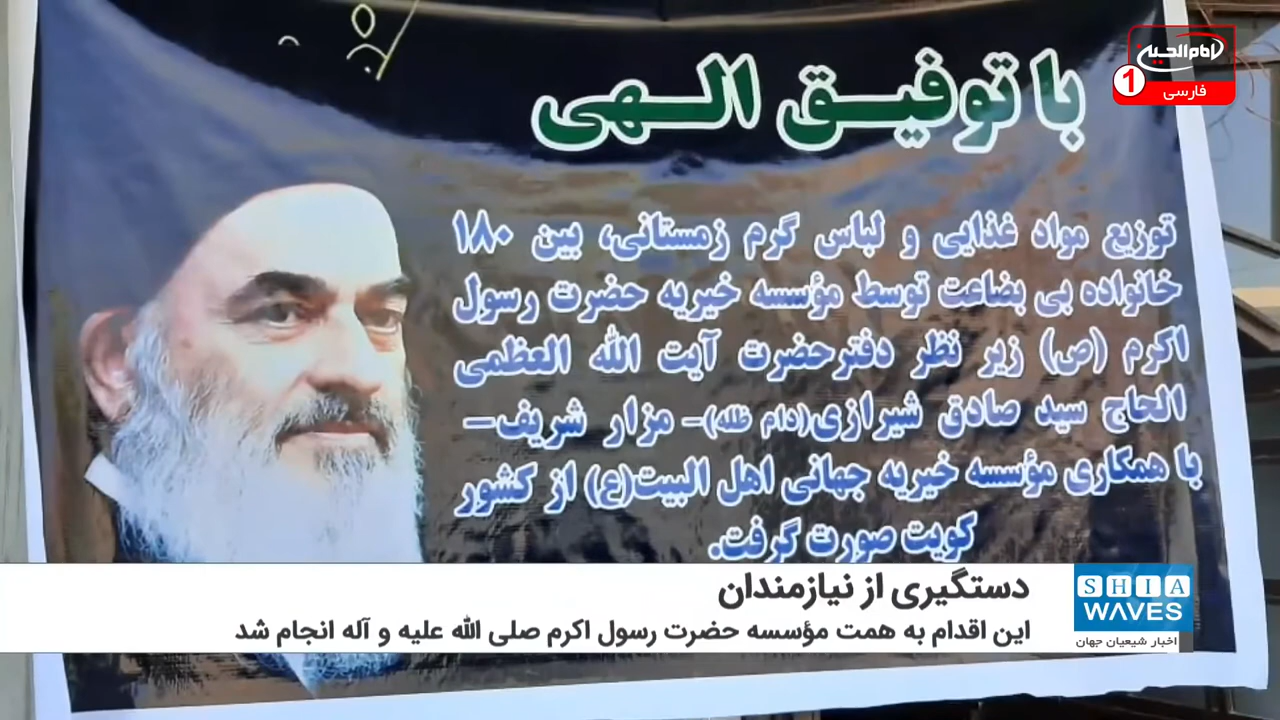 امام الحسین
1
فارسی
با توفیق الهی
توزیع مواد غذایی و لباس گرم زمستانی، بین ۱۸۰
خانواده بی بضاعت توسط مؤسسه خیریه حضرت رسول
اکرم (ص) زیر نظر دفترحضرت آیت الله العظمی
الحاج سید صادق شیرازی(دام ظله)- مزار شریف-
با همکاری مؤسسه خیریه جهانی اهل البیت(ع) از کشور
کویت صورت گرفت.
دستگیری از نیازمندان
این اقدام به همت مؤسسه حضرت رسول اکرم صلی الله علیه و آله انجام شد
SHIA
WAVES
اخبار شیعیان جهان